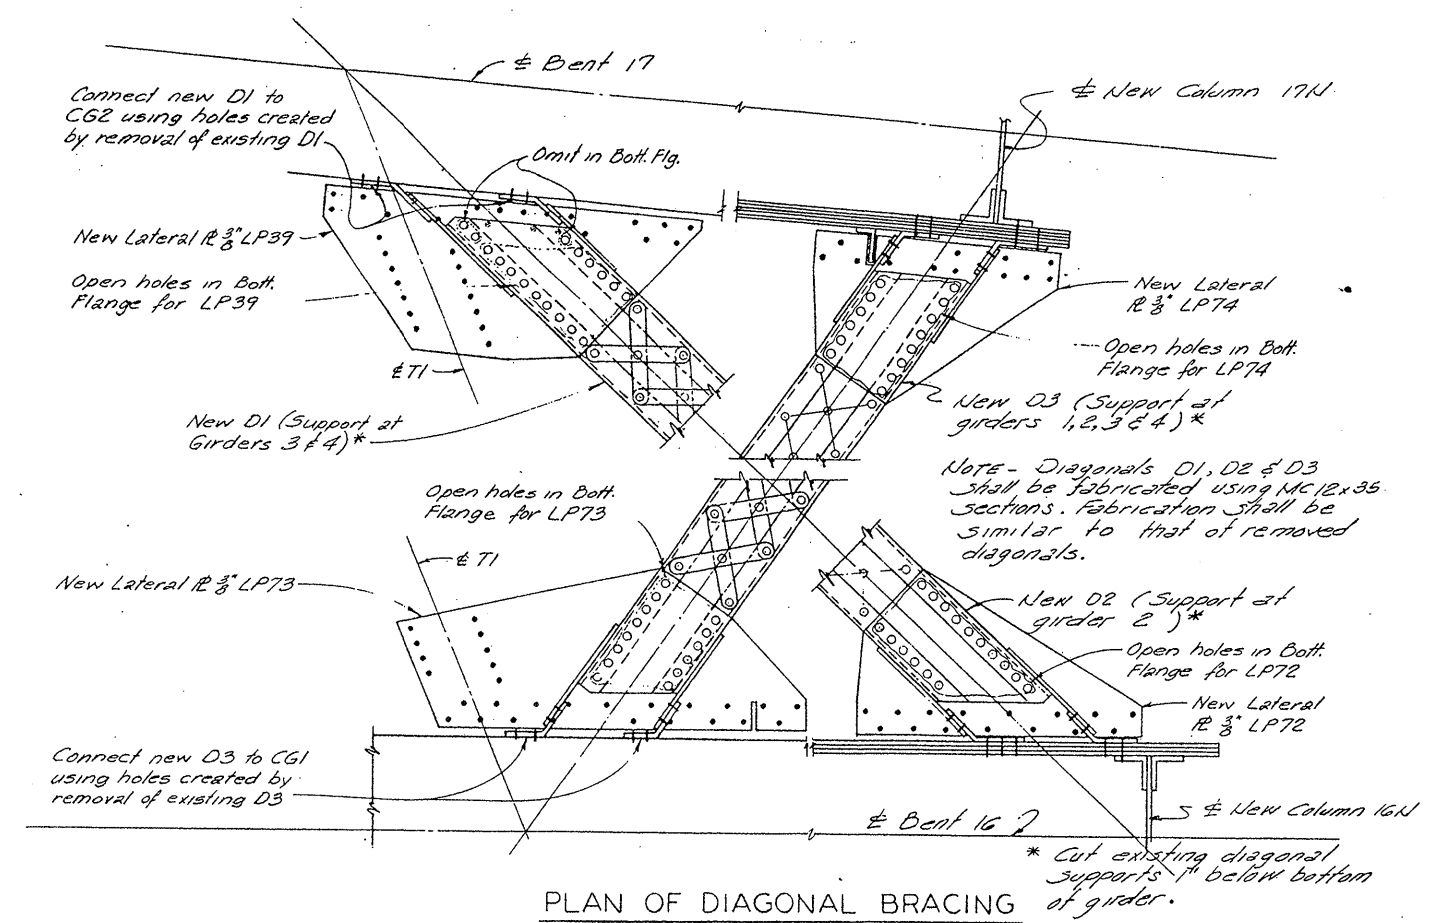 ℄ Bent 17
Connect new D1 to
CG2 using holes created
by removal of existing D1
℄ New Column 17N
Omit in Bott. Flg.
New Lateral ⅊ 3/8" LP39
Open holes in Bott.
Flange for LP39
New Lateral
⅊ 3/8" LP74
Open holes in Bott.
Flange for LP74
℄ T1
New D1 (Support at
Girders 3 & 4)*
New D3 (Support at
girders 1, 2, 3 & 4)*
NOTE - Diagonals D1, D2 & D3
shall be fabricated using MC12x35
sections. Fabrication shall be
similar to that of removed
diagonals.
Open holes in Bott.
Flange for LP73
℄ T1
New Lateral ⅊ 3/8" LP73
New D2 (Support at
girder 2 )*
Open holes in Bott.
Flange for LP72
New Lateral
⅊ 3/8" LP72
Connect new D3 to CG1
using holes created by
removal of existing D3
℄ Bent 16
℄ New Column 16N
* Cut existing diagonal
supports 1" below bottom
of girder.
PLAN OF DIAGONAL BRACING